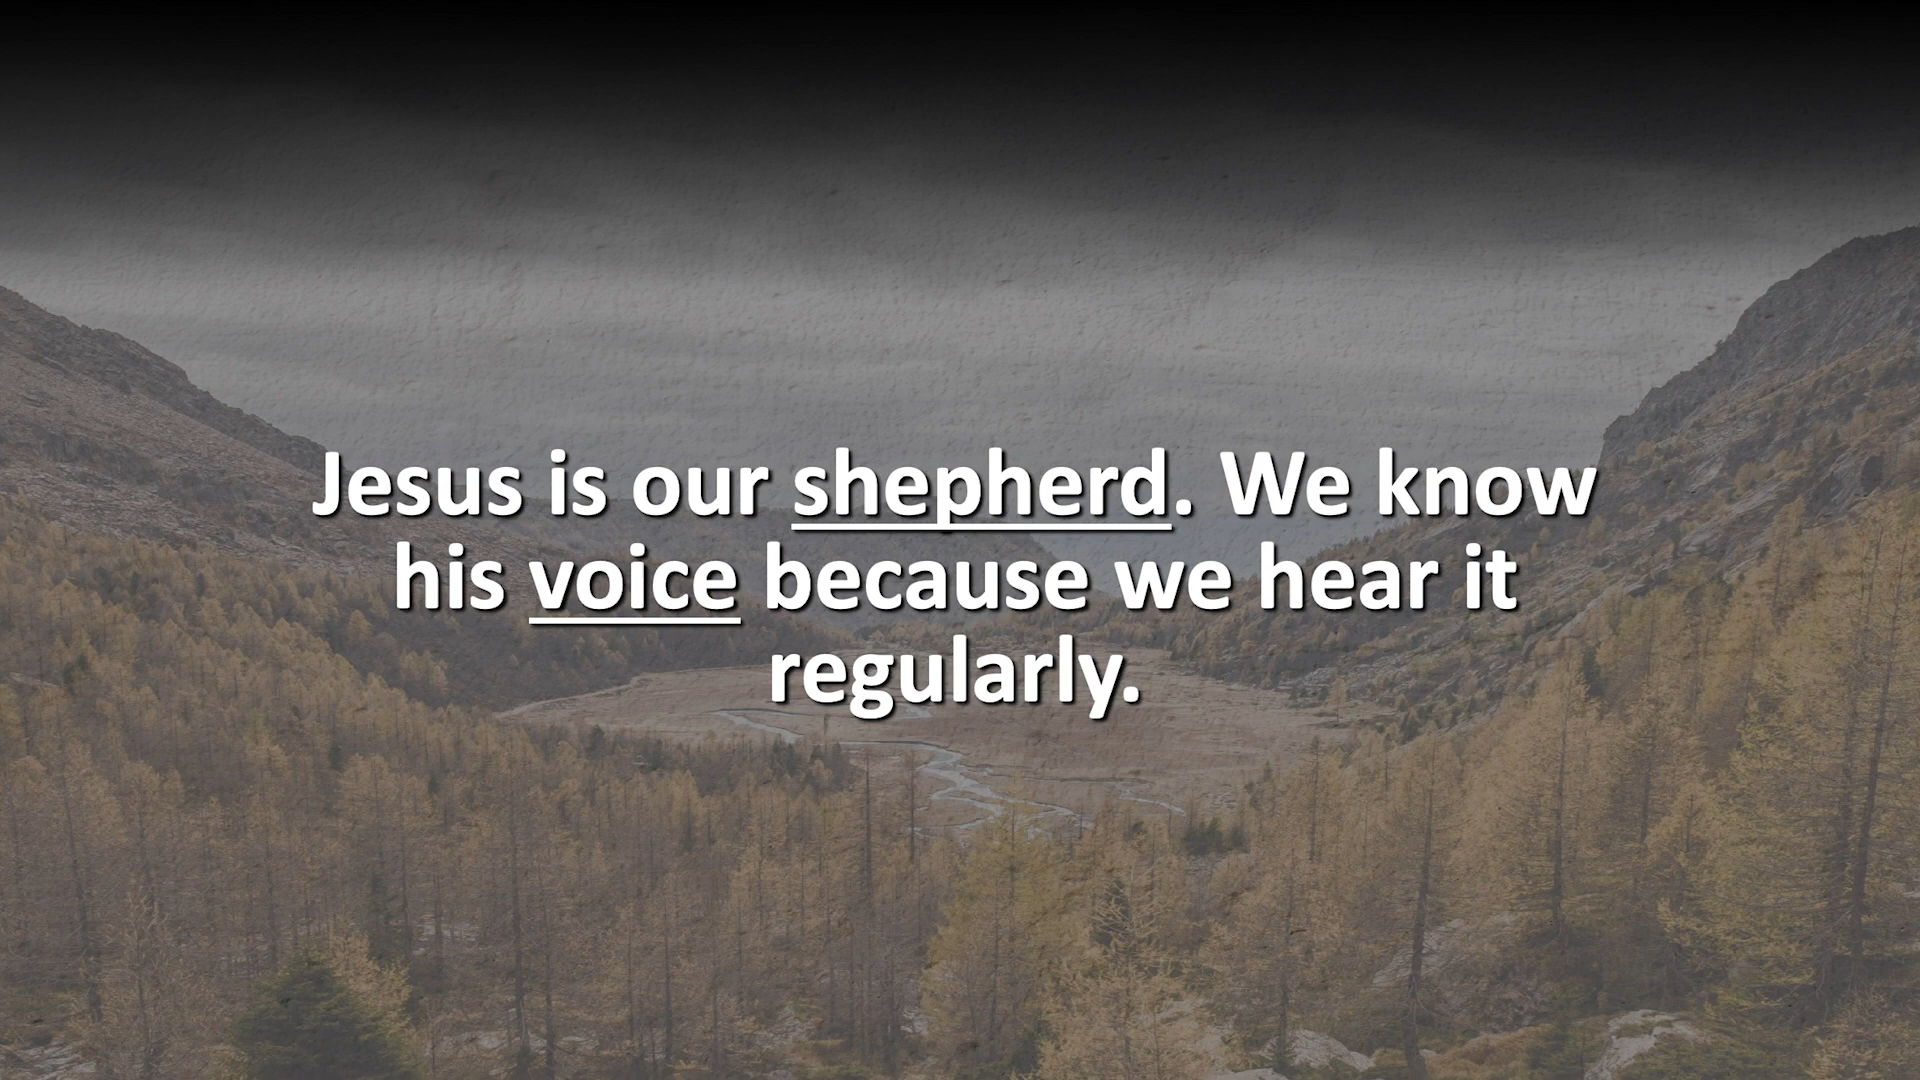 Jesus is our shepherd. We know
his voice because we hear it
regularly.